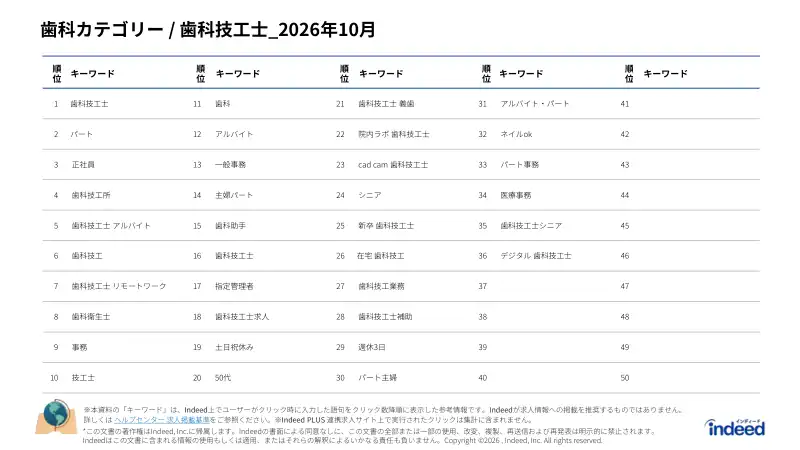 歯科カテゴリー / 歯科技工士_2026年10月
順位 キーワード 順位 キーワード 順位 キーワード 順位 キーワード 順位 キーワード
1 歯科技工士 11 歯科 21 歯科技工士 義歯 31 アルバイト・パート 41
2 パート 12 アルバイト 22 院内ラボ 歯科技工士 32 ネイルok 42
3 正社員 13 一般事務 23 cad cam 歯科技工士 33 パート事務 43
4 歯科技工所 14 主婦パート 24 シニア 34 医療事務 44
5 歯科技工士 アルバイト 15 歯科助手 25 新卒 歯科技工士 35 歯科技工士シニア 45
6 歯科技工 16 歯科技工士 26 在宅 歯科技工 36 デジタル 歯科技工士 46
7 歯科技工士 リモートワーク 17 指定管理者 27 歯科技工業務 37 47
8 歯科衛生士 18 歯科技工士求人 28 歯科技工士補助 38 48
9 事務 19 土日祝休み 29 週休3日 39 49
10 技工士 20 50代 30 パート主婦 40 50
※本資料の「キーワード」は、Indeed上でユーザーがクリック時に入力した語句をクリック数降順に表示した参考情報です。Indeedが求人情報への掲載を推奨するものではありません。
詳しくは ヘルプセンター 求人掲載基準をご参照ください。※Indeed PLUS 連携求人サイト上で実行されたクリックは集計に含まれません。
*この文書の著作権はIndeed, Inc.に帰属します。Indeedの書面による同意なしに、この文書の全部または一部の使用、改変、複製、再送信および再発表は明示的に禁止されます。
Indeedはこの文書に含まれる情報の使用もしくは適用、またはそれらの解釈によるいかなる責任も負いません。Copyright ©2026 , Indeed, Inc. All rights reserved.
インディード
indeed